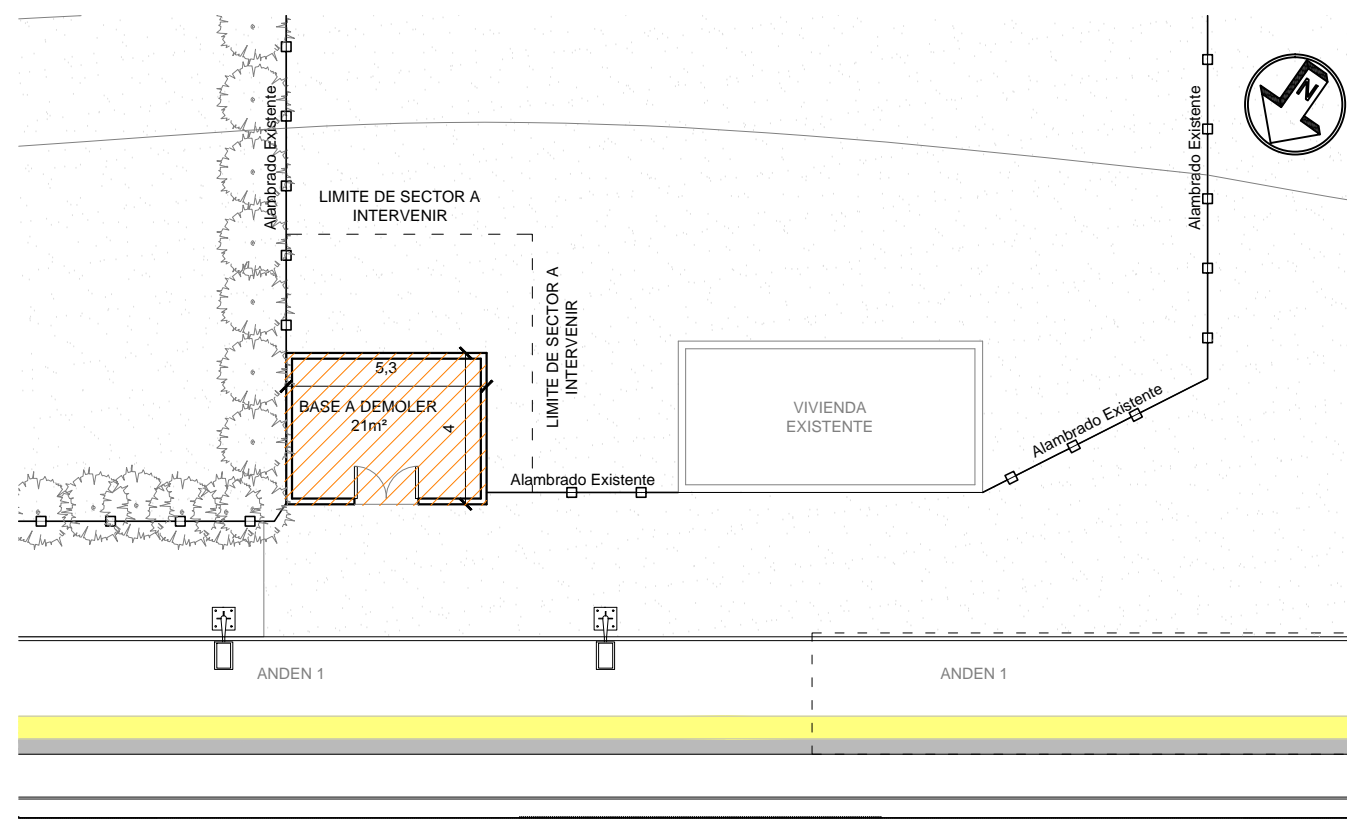 N
Alambrado Existente
Alambrado Existente
LIMITE DE SECTOR A
INTERVENIR
LIMITE DE SECTOR A
INTERVENIR
5,3
BASE A DEMOLER
21m²
4
VIVIENDA
EXISTENTE
Alambrado Existente
Alambrado Existente
ANDEN 1
ANDEN 1